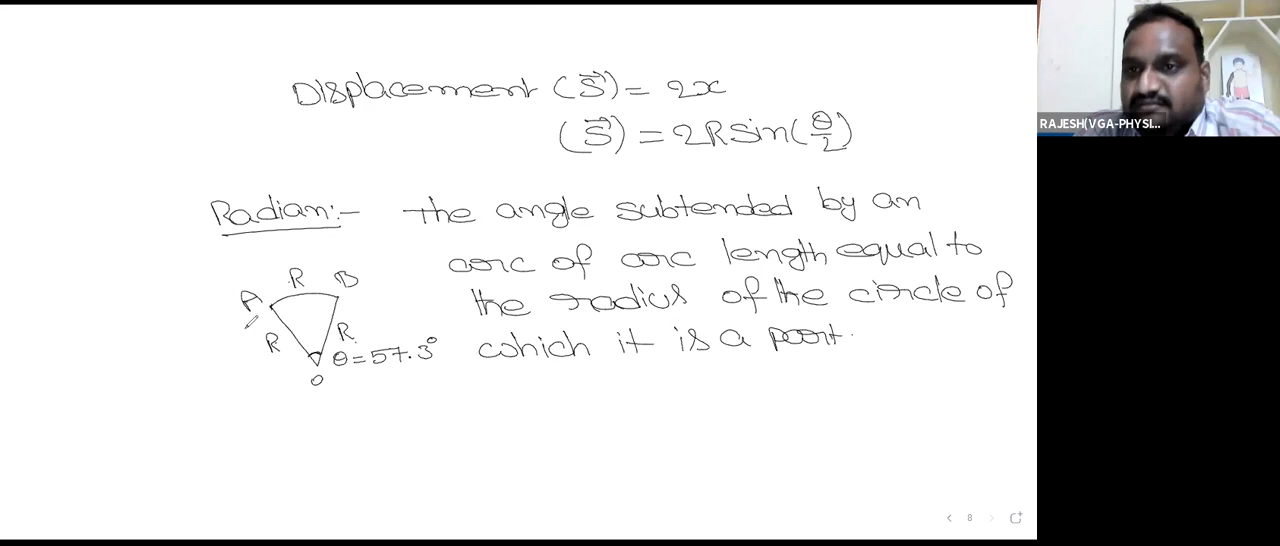 Displacement (S⃗) = 2x
(S⃗) = 2R sin(θ/2)
Radian:- The angle subtended by an
arc of arc length equal to
the radius of the circle of
which it is a part.
R B
A
R R
θ = 57.3°
O
RAJESH(VGA-PHYSI...
8